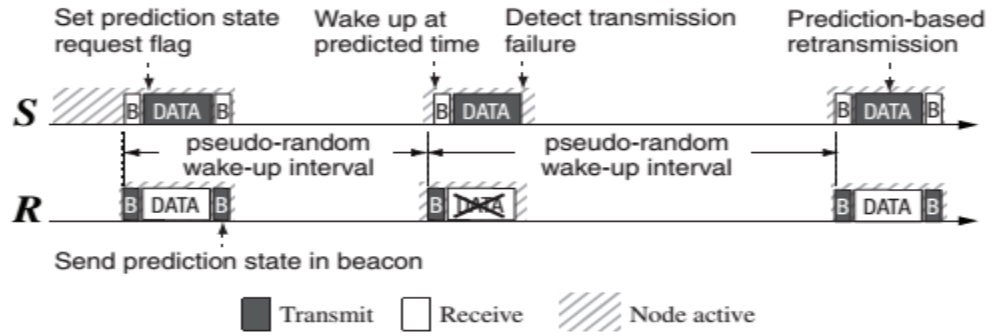 Set prediction state
request flag
Wake up at
predicted time
Detect transmission
failure
Prediction-based
retransmission
S
B DATA B
B DATA
B DATA B
pseudo-random
wake-up interval
pseudo-random
wake-up interval
R
B DATA B
B DATA
B DATA B
Send prediction state in beacon
Transmit
Receive
Node active